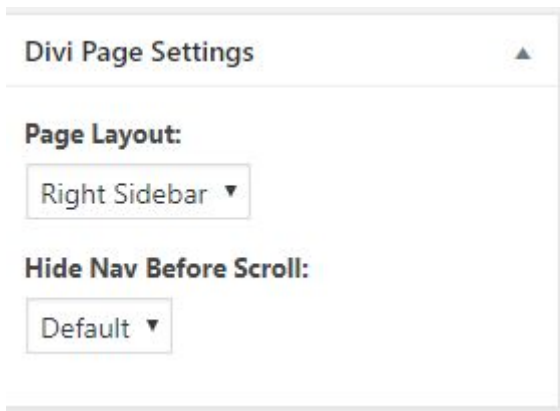 Divi Page Settings
Page Layout:
Right Sidebar
Hide Nav Before Scroll:
Default